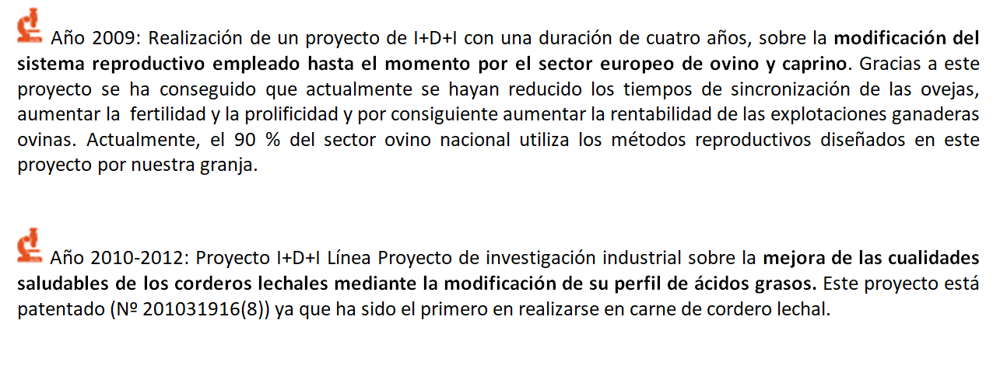 Año 2009: Realización de un proyecto de I+D+I con una duración de cuatro años, sobre la modificación del
sistema reproductivo empleado hasta el momento por el sector europeo de ovino y caprino. Gracias a este
proyecto se ha conseguido que actualmente se hayan reducido los tiempos de sincronización de las ovejas,
aumentar la  fertilidad y la prolificidad y por consiguiente aumentar la rentabilidad de las explotaciones ganaderas
ovinas. Actualmente, el 90 % del sector ovino nacional utiliza los métodos reproductivos diseñados en este
proyecto por nuestra granja.
Año 2010-2012: Proyecto I+D+I Línea Proyecto de investigación industrial sobre la mejora de las cualidades
saludables de los corderos lechales mediante la modificación de su perfil de ácidos grasos. Este proyecto está
patentado (Nº 201031916(8)) ya que ha sido el primero en realizarse en carne de cordero lechal.